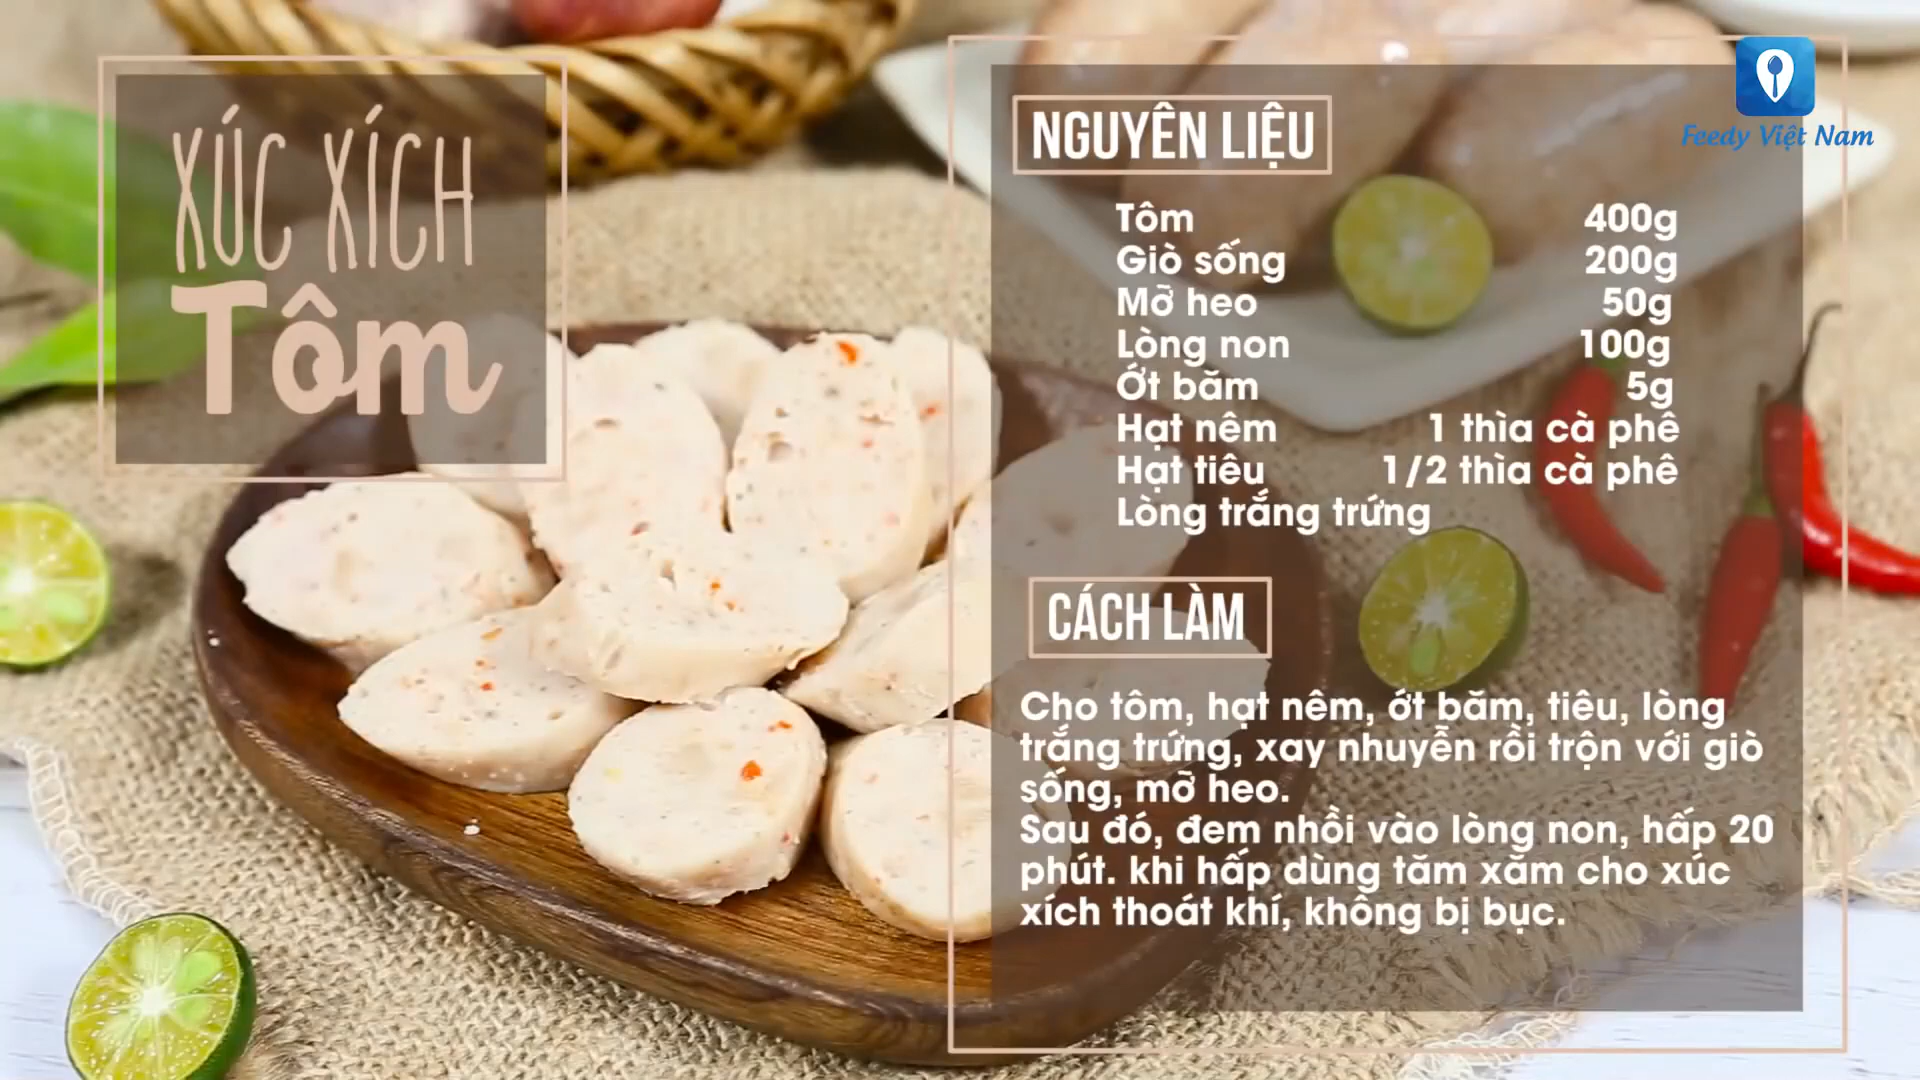 XÚC XÍCH
Tôm
NGUYÊN LIỆU
Tôm 400g
Giò sống 200g
Mỡ heo 50g
Lòng non 100g
Ớt băm 5g
Hạt nêm 1 thìa cà phê
Hạt tiêu 1/2 thìa cà phê
Lòng trắng trứng
CÁCH LÀM
Cho tôm, hạt nêm, ớt băm, tiêu, lòng
trắng trứng, xay nhuyễn rồi trộn với giò
sống, mỡ heo.
Sau đó, đem nhồi vào lòng non, hấp 20
phút. khi hấp dùng tăm xăm cho xúc
xích thoát khí, không bị bục.
Feedy Việt Nam